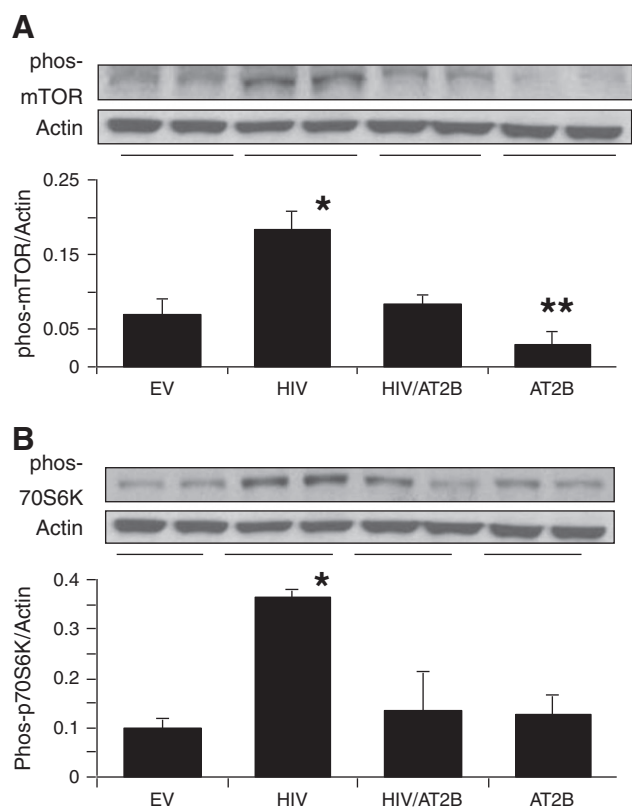 A
phos-
mTOR
Actin
0.25
0.15
0.05
0
phos-mTOR/Actin
*
**
EV HIV HIV/AT2B AT2B
B
phos-
70S6K
Actin
0.4
0.3
0.2
0.1
0
Phos-p70S6K/Actin
*
EV HIV HIV/AT2B AT2B